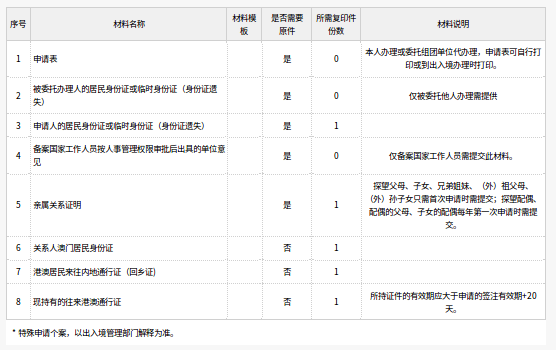 序号 材料名称 材料模板 是否需要原件 所需复印件份数 材料说明
1 申请表 是 0 本人办理或委托组团单位代办理，申请表可自行打
印或到出入境办理时打印。
2 被委托办理人的居民身份证或临时身份证（身份证遗
失） 是 0 仅被委托他人办理需提供
3 申请人的居民身份证或临时身份证（身份证遗失） 是 1
4 备案国家工作人员按人事管理权限审批后出具的单位意
见 是 0 仅备案国家工作人员需提交此材料。
5 亲属关系证明 是 1 探望父母、子女、兄弟姐妹、（外）祖父母、
（外）孙子女只需首次申请时需提交；探望配偶、
配偶的父母、子女的配偶每年第一次申请时需提
交。
6 关系人澳门居民身份证 否 1
7 港澳居民来往内地通行证（回乡证) 否 1
8 现持有的往来港澳通行证 否 1 所持证件的有效期应大于申请的签注有效期+20
天。
* 特殊申请个案，以出入境管理部门解释为准。